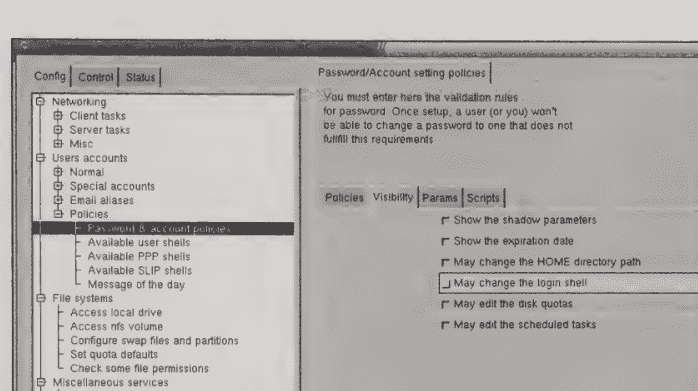 Config Control Status
Networking
Client tasks
Server tasks
Misc
Users accounts
Normal
Special accounts
Email aliases
Policies
Password & account policies
Available user shells
Available PPP shells
Available SLIP shells
Message of the day
File systems
Access local drive
Access nfs volume
Configure swap files and partitions
Set quota defaults
Check some file permissions
Miscellaneous services
Password/Account setting policies
You must enter here the validation rules
for password. Once setup, a user (or you) won't
be able to change a password to one that does not
fullfill this requirements
Policies Visibility Params Scripts
Show the shadow parameters
Show the expiration date
May change the HOME directory path
May change the login shell
May edit the disk quotas
May edit the scheduled tasks